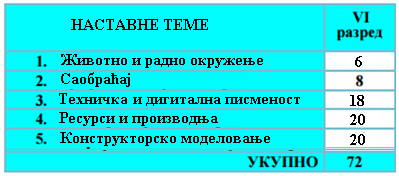 НАСТАВНЕ ТЕМЕ VI разред
1. Животно и радно окружење 6
2. Саобраћај 8
3. Техничка и дигитална писменост 18
4. Ресурси и производња 20
5. Конструкторско моделовање 20
УКУПНО 72